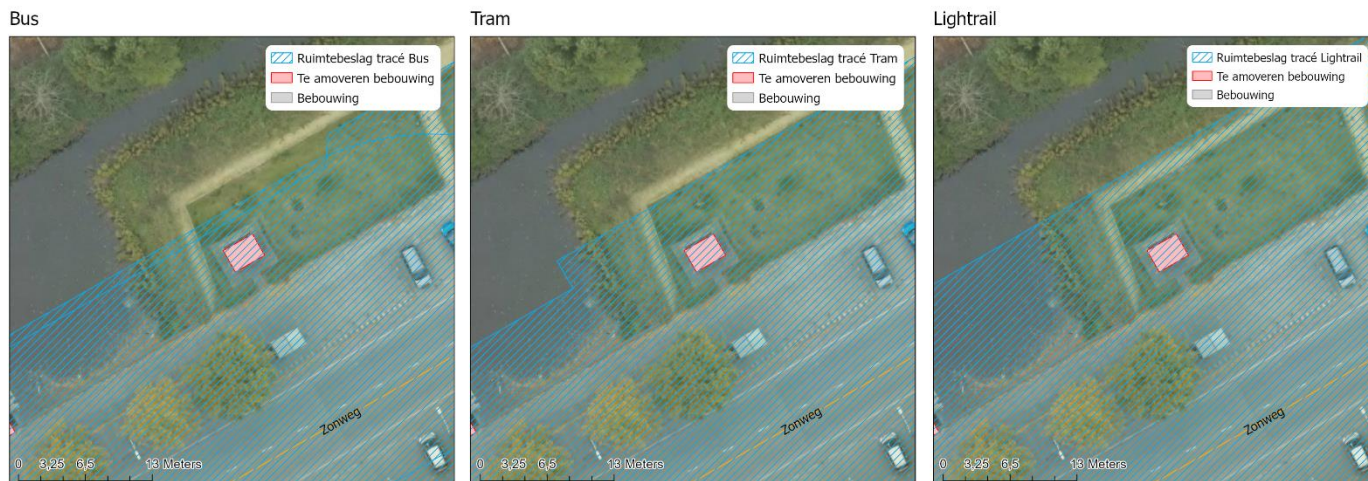 Bus
Ruimtebeslag tracé Bus
Te amoveren bebouwing
Bebouwing
Zonweg
0 3,25 6,5 13 Meters
Tram
Ruimtebeslag tracé Tram
Te amoveren bebouwing
Bebouwing
Zonweg
0 3,25 6,5 13 Meters
Lightrail
Ruimtebeslag tracé Lightrail
Te amoveren bebouwing
Bebouwing
Zonweg
0 3,25 6,5 13 Meters